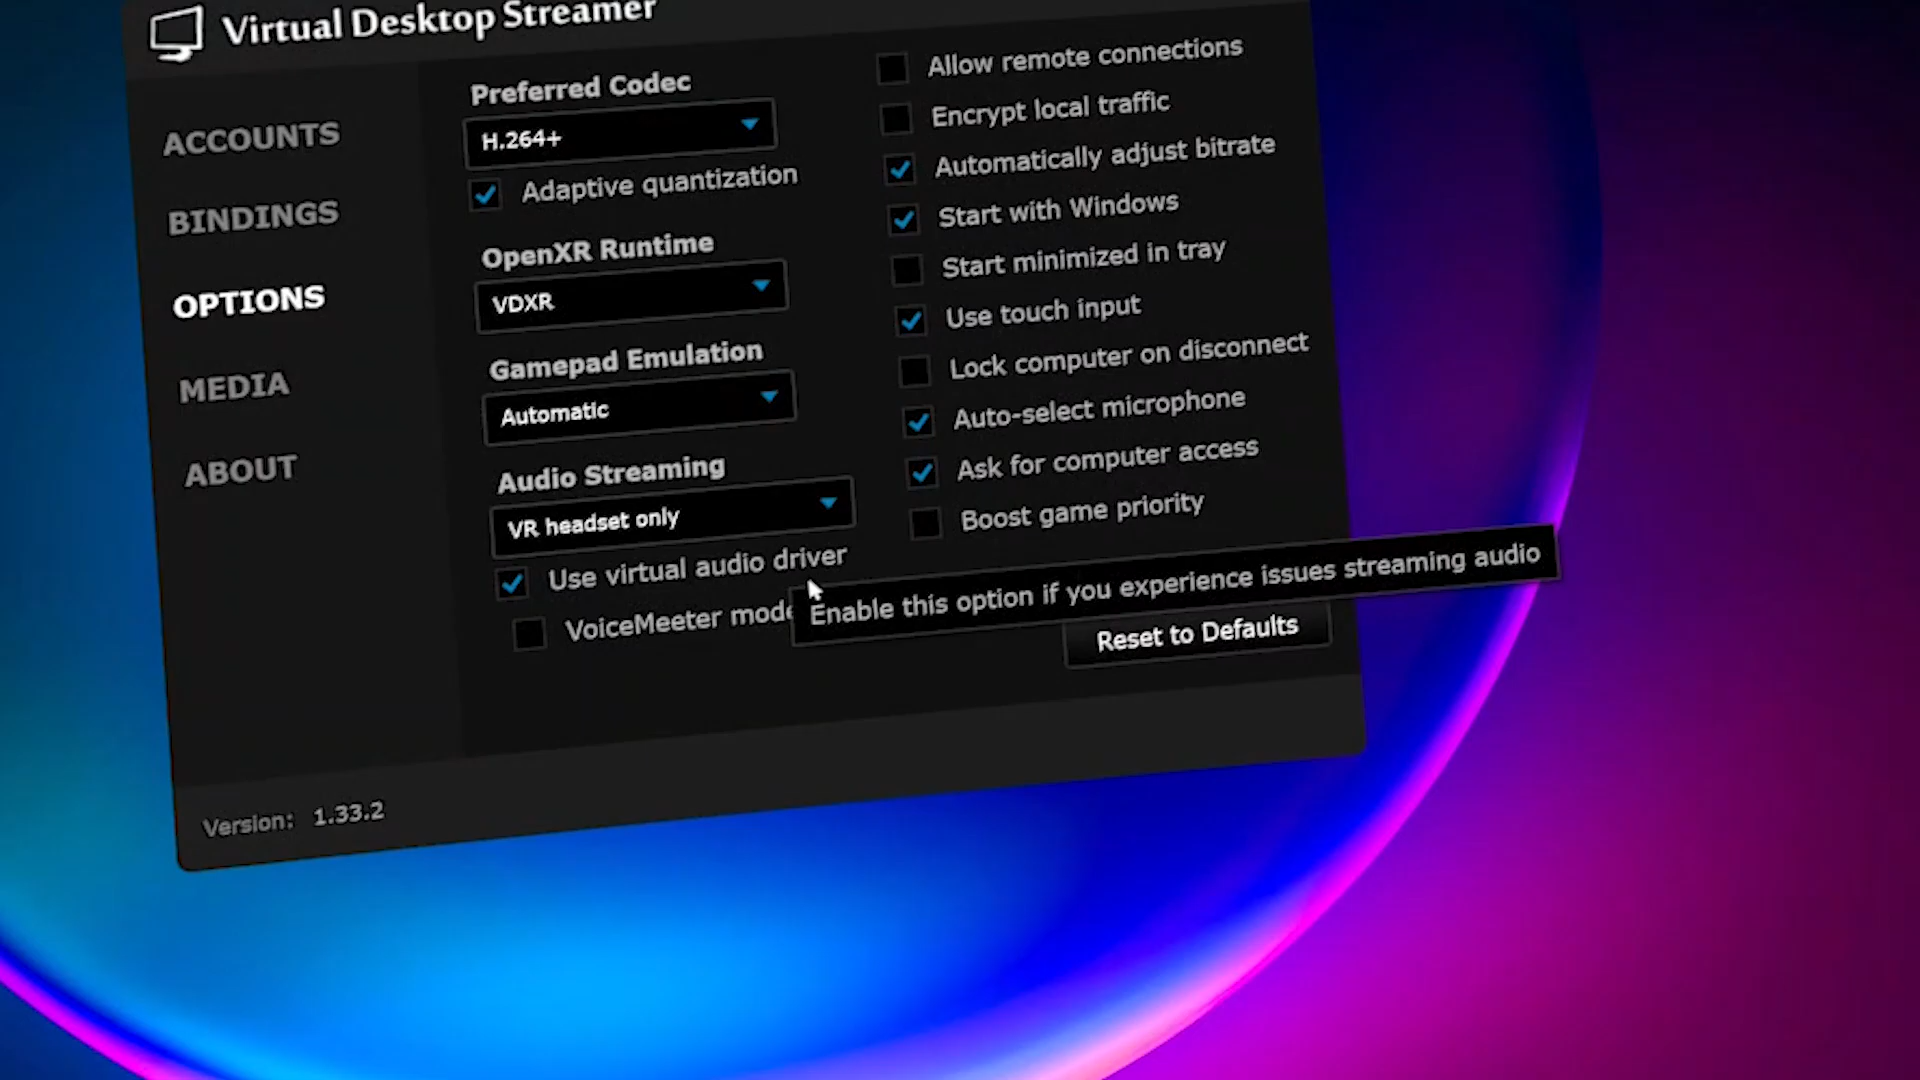 Virtual Desktop Streamer
ACCOUNTS
BINDINGS
OPTIONS
MEDIA
ABOUT
Preferred Codec
H.264+
Adaptive quantization
OpenXR Runtime
VDXR
Gamepad Emulation
Automatic
Audio Streaming
VR headset only
Use virtual audio driver
VoiceMeeter mode
Allow remote connections
Encrypt local traffic
Automatically adjust bitrate
Start with Windows
Start minimized in tray
Use touch input
Lock computer on disconnect
Auto-select microphone
Ask for computer access
Boost game priority
Enable this option if you experience issues streaming audio
Reset to Defaults
Version: 1.33.2